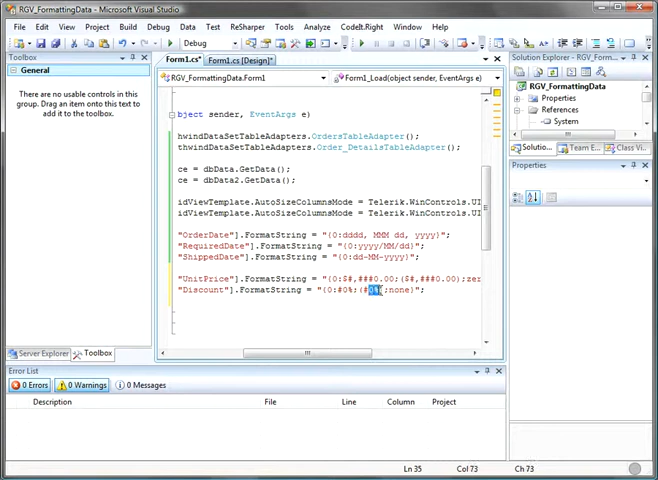 RGV_FormattingData - Microsoft Visual Studio
File Edit View Project Build Debug Data Tools Test ReSharper Tools Analyze CodeIt.Right Window Help
Debug
Toolbox
General
There are no usable controls in this
group. Drag an item onto this text to
add it to the toolbox.
Server Explorer Toolbox
Form1.cs* Form1.cs [Design]*
RGV_FormattingData.Form1 Form1_Load(object sender, EventArgs e)
bject sender, EventArgs e)
hwindDataSetTableAdapters.OrdersTableAdapter();
thwindDataSetTableAdapters.Order_DetailsTableAdapter();
ce = dbData.GetData();
ce = dbData2.GetData();
idViewTemplate.AutoSizeColumnsMode = Telerik.WinControls.UI
idViewTemplate.AutoSizeColumnsMode = Telerik.WinControls.UI
"OrderDate"].FormatString = "{0:dddd, MMM dd, yyyy}";
"RequiredDate"].FormatString = "{0:yyyy/MM/dd}";
"ShippedDate"].FormatString = "{0:dd-MM-yyyy}";
"UnitPrice"].FormatString = "{0:$#,###0.00;($#,###0.00);zer
"Discount"].FormatString = "{0:#0%;(#0%
;none}";
Solution Explorer - RGV_Fo...
RGV_FormattingData
Properties
References
System
Solutio... Team E... Class Vi...
Properties
Error List
0 Errors 0 Warnings 0 Messages
Description File Line Column Project
Ln 35 Col 73 Ch 73